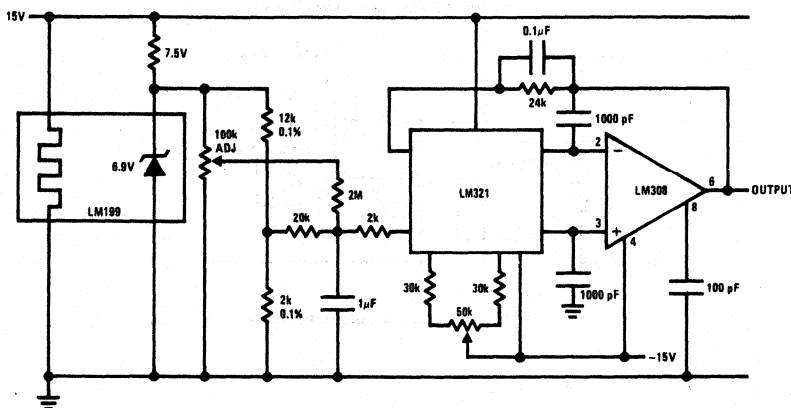 15V
7.5V
0.1µF
24k
1000 pF
12k
0.1%
100k
ADJ
6.9V
2M
LM199
LM321
2
6
LM308
OUTPUT
8
20k
2k
3
4
30k
30k
1000 pF
100 pF
2k
0.1%
1µF
50k
-15V